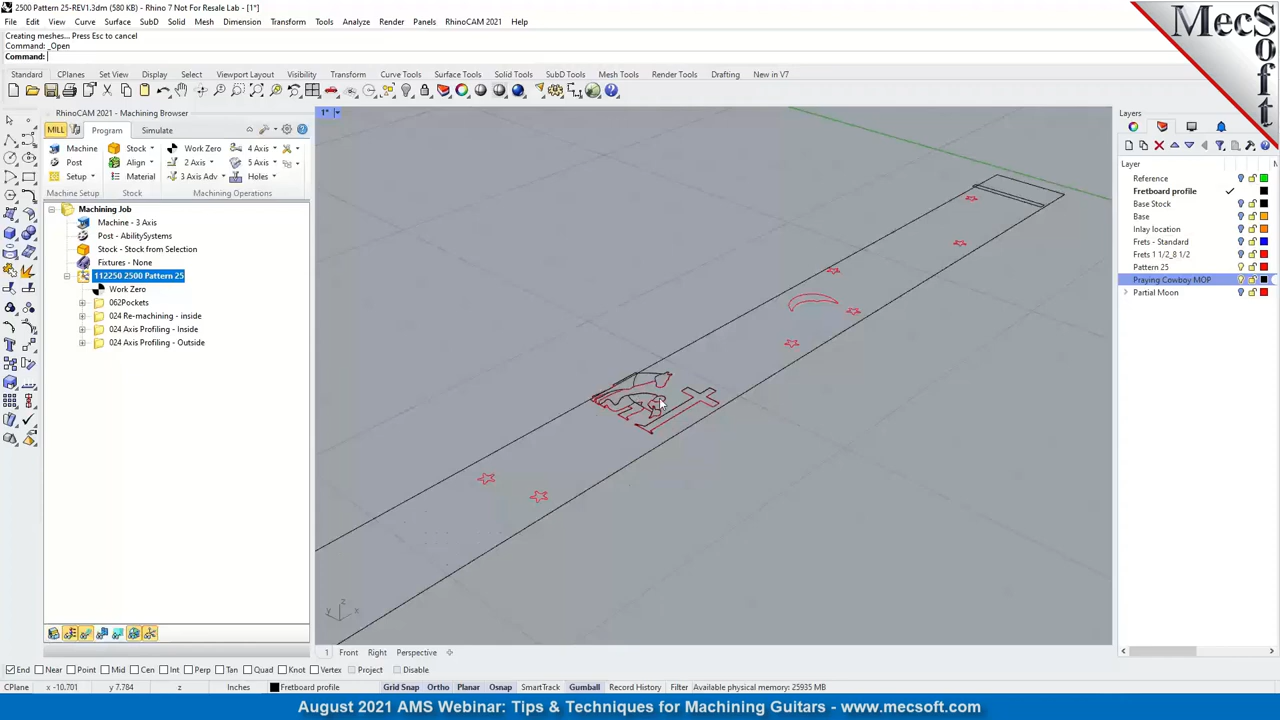 2500 Pattern 25-REV1.3dm (580 KB) - Rhino 7 Not For Resale Lab - [1*]
File Edit View Curve Surface SubD Solid Mesh Dimension Transform Tools Analyze Render Panels RhinoCAM 2021 Help
Creating meshes... Press Esc to cancel
Command: _Open
Command:
Standard CPlanes Set View Display Select Viewport Layout Visibility Transform Curve Tools Surface Tools Solid Tools SubD Tools Mesh Tools Render Tools Drafting New in V7
MecSoft
RhinoCAM 2021 - Machining Browser
MILL Program Simulate
Machine Stock Work Zero 4 Axis
Post Align 2 Axis 5 Axis
Setup Material 3 Axis Adv Holes
Machine Setup Stock Machining Operations
Machining Job
Machine - 3 Axis
Post - AbilitySystems
Stock - Stock from Selection
Fixtures - None
112250 2500 Pattern 25
Work Zero
062Pockets
024 Re-machining - inside
024 Axis Profiling - Inside
024 Axis Profiling - Outside
1*
z
y x
1 Front Right Perspective
Layers
Layer
Reference
Fretboard profile
Base Stock
Base
Inlay location
Frets - Standard
Frets 1 1/2_8 1/2
Pattern 25
Praying Cowboy MOP
Partial Moon
End Near Point Mid Cen Int Perp Tan Quad Knot Vertex Project Disable
CPlane x -10.701 y 7.784 z Inches Fretboard profile Grid Snap Ortho Planar Osnap SmartTrack Gumball Record History Filter Available physical memory: 25935 MB
August 2021 AMS Webinar: Tips & Techniques for Machining Guitars - www.mecsoft.com